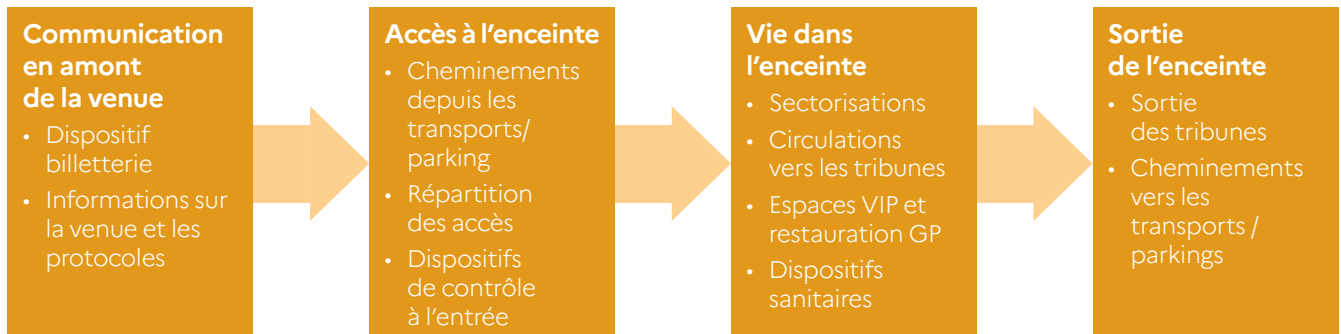 Communication
en amont
de la venue
• Dispositif
billetterie
• Informations sur
la venue et les
protocoles
Accès à l’enceinte
• Cheminements
depuis les
transports/
parking
• Répartition
des accès
• Dispositifs
de contrôle
à l’entrée
Vie dans
l’enceinte
• Sectorisations
• Circulations
vers les tribunes
• Espaces VIP et
restauration GP
• Dispositifs
sanitaires
Sortie
de l’enceinte
• Sortie
des tribunes
• Cheminements
vers les
transports /
parkings